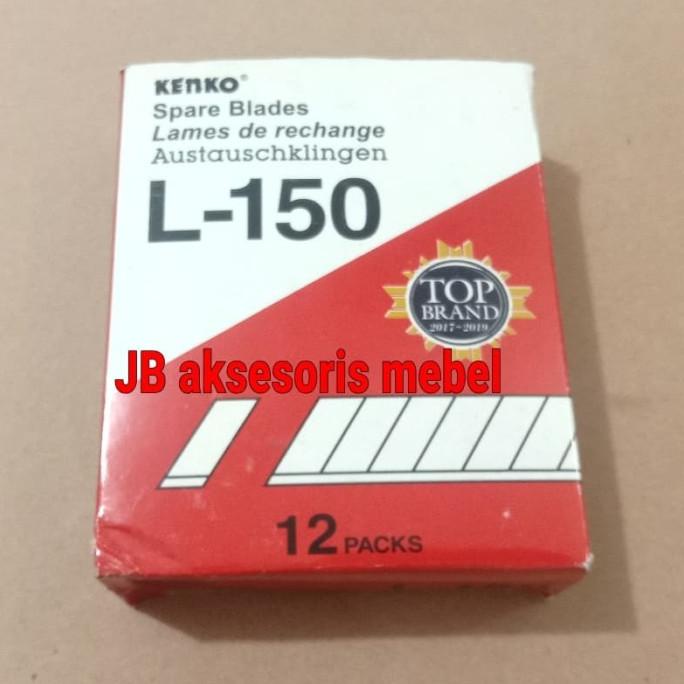 KENKO®
Spare Blades
Lames de rechange
Austauschklingen
L-150
TOP
BRAND
2017-2019
JB aksesoris mebel
12 PACKS